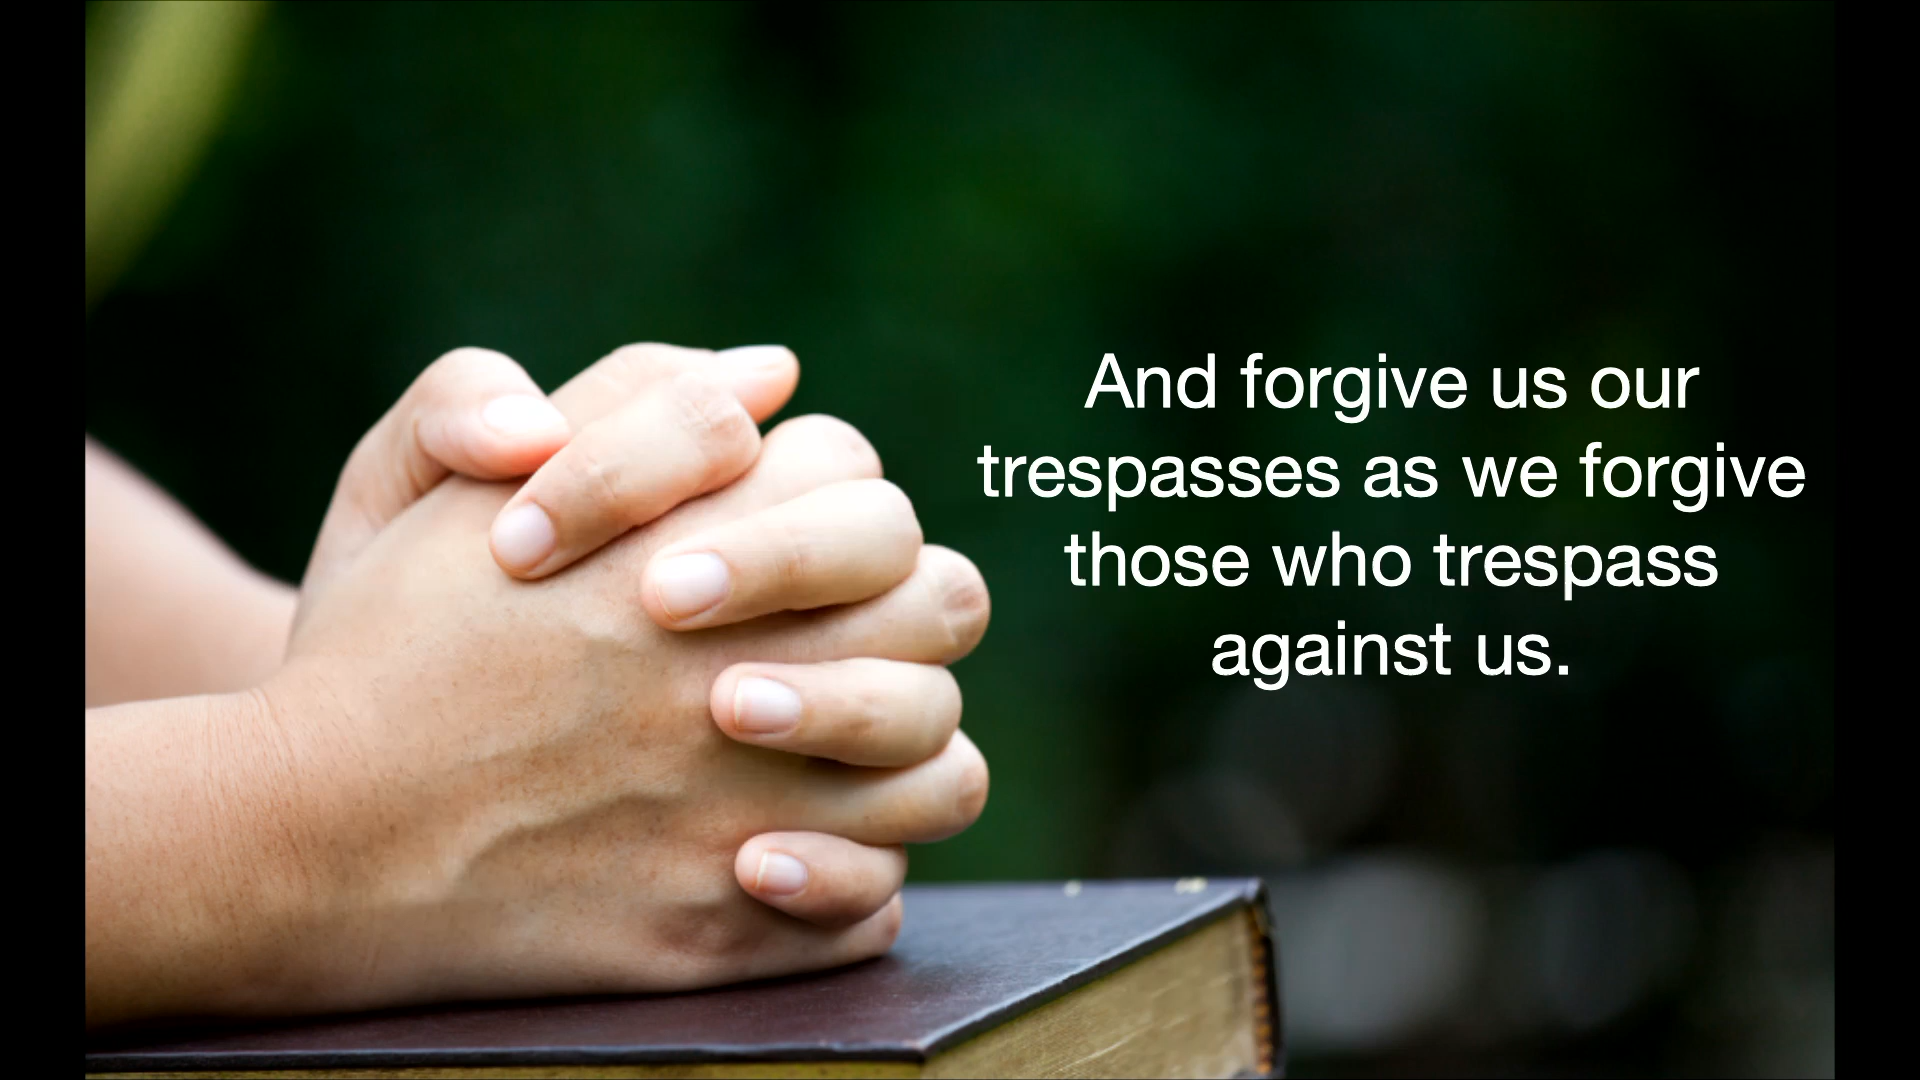 And forgive us our
trespasses as we forgive
those who trespass
against us.